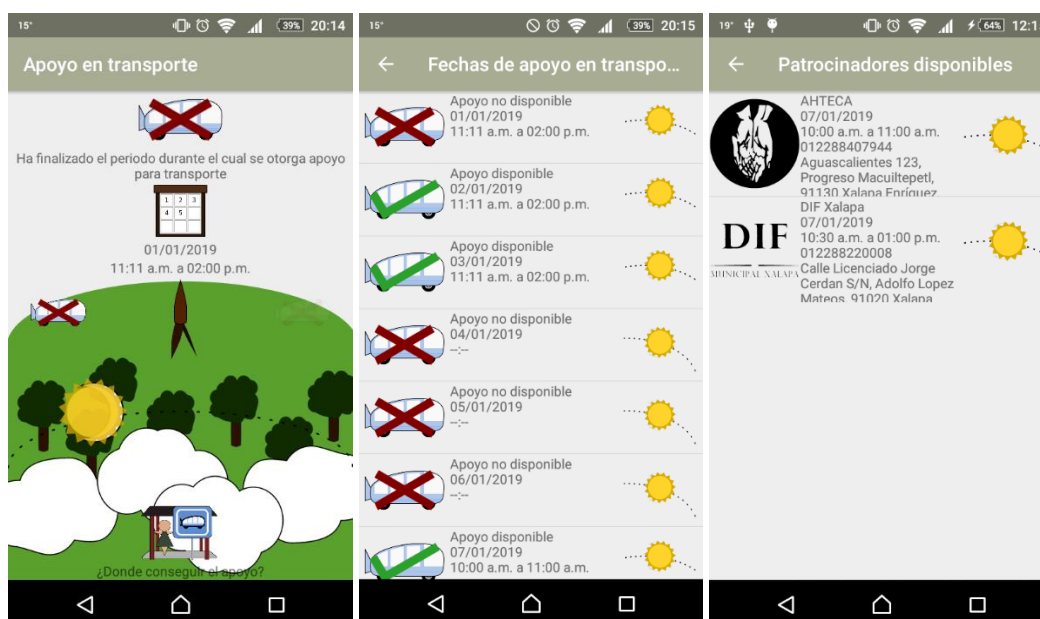 15°
39%
20:14
Apoyo en transporte
Ha finalizado el periodo durante el cual se otorga apoyo
para transporte
1 2 3
4 5
01/01/2019
11:11 a.m. a 02:00 p.m.
¿Donde conseguir el apoyo?
15°
39%
20:15
Fechas de apoyo en transpo...
Apoyo no disponible
01/01/2019
11:11 a.m. a 02:00 p.m.
Apoyo disponible
02/01/2019
11:11 a.m. a 02:00 p.m.
Apoyo disponible
03/01/2019
11:11 a.m. a 02:00 p.m.
Apoyo no disponible
04/01/2019
--:--
Apoyo no disponible
05/01/2019
--:--
Apoyo no disponible
06/01/2019
--:--
Apoyo disponible
07/01/2019
10:00 a.m. a 11:00 a.m.
19°
64%
12:1
Patrocinadores disponibles
AHTECA
07/01/2019
10:00 a.m. a 11:00 a.m.
012288407944
Aguascalientes 123,
Progreso Macuiltepetl,
91130 Xalapa Enríquez
DIF
MUNICIPAL XALAPA
DIF Xalapa
07/01/2019
10:30 a.m. a 01:00 p.m.
012288220008
Calle Licenciado Jorge
Cerdan S/N, Adolfo Lopez
Mateos, 91020 Xalapa